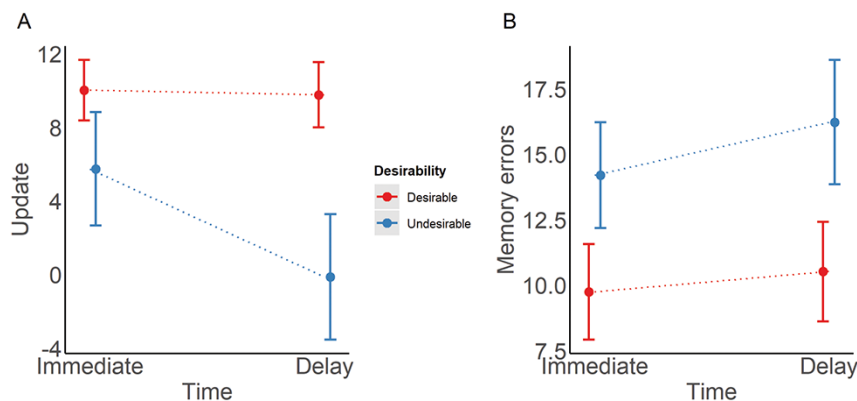 A
12
8
4
0
-4
Update
Immediate
Delay
Time
Desirability
Desirable
Undesirable
B
17.5
15.0
12.5
10.0
7.5
Memory errors
Immediate
Delay
Time